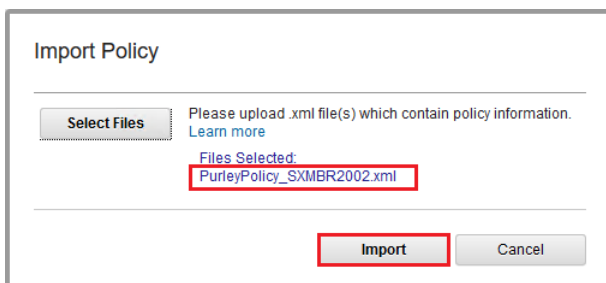 Import Policy
Select Files
Please upload .xml file(s) which contain policy information.
Learn more
Files Selected:
PurleyPolicy_SXMBR2002.xml
Import
Cancel